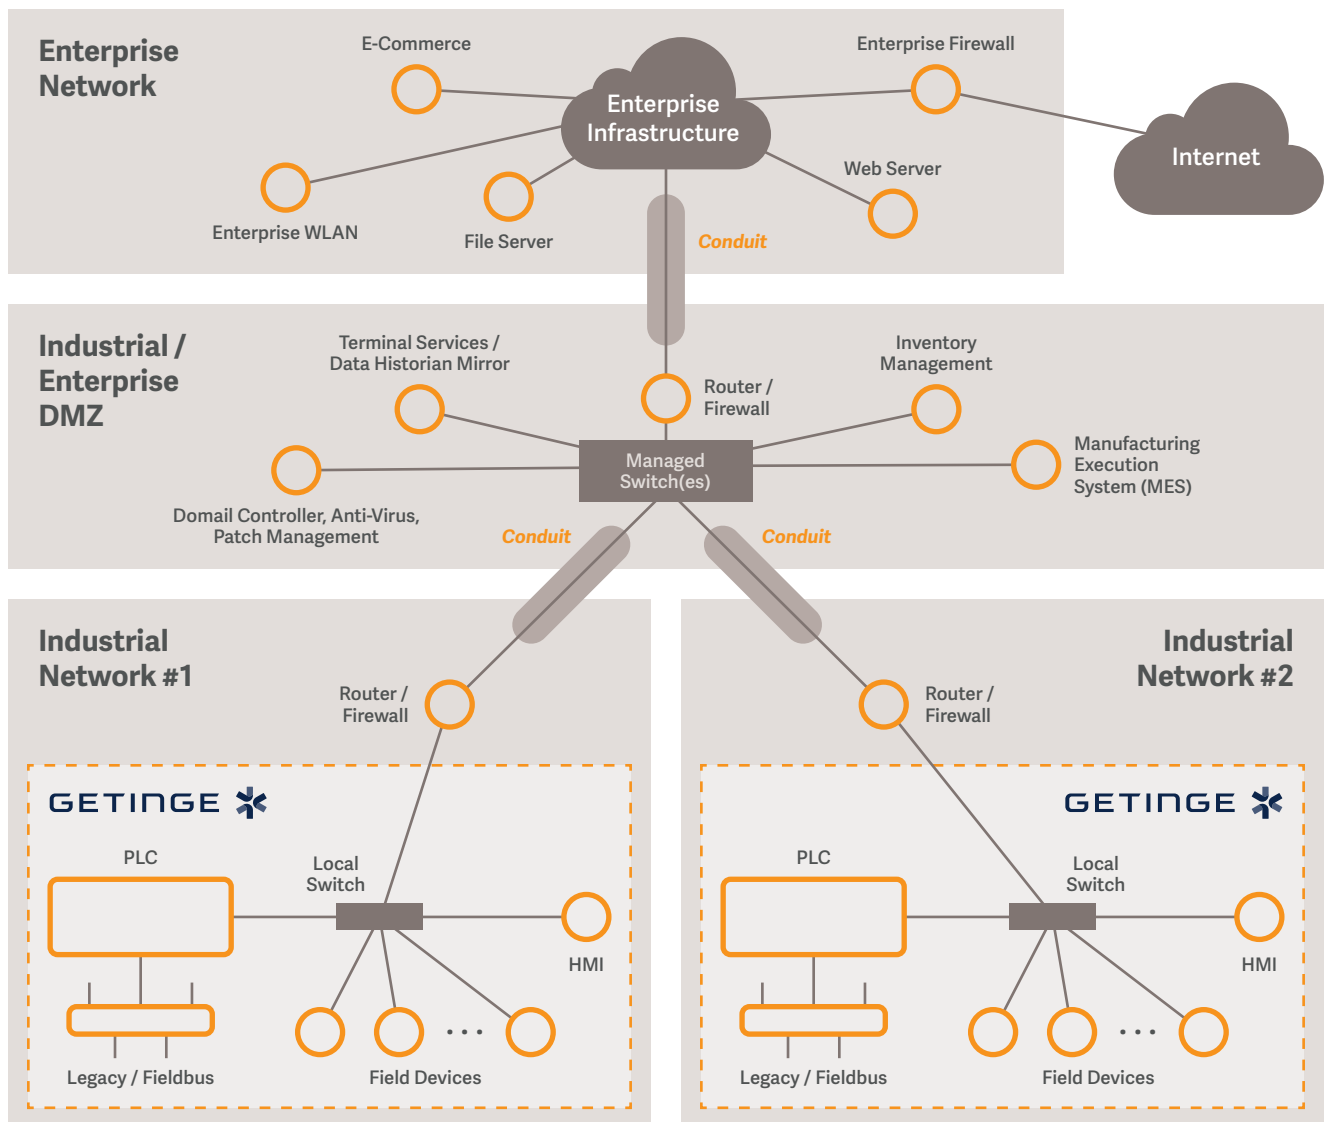 Enterprise
Network
E-Commerce
Enterprise
Infrastructure
Enterprise Firewall
Internet
Enterprise WLAN
File Server
Web Server
Conduit
Industrial /
Enterprise
DMZ
Terminal Services /
Data Historian Mirror
Router /
Firewall
Inventory
Management
Managed
Switch(es)
Manufacturing
Execution
System (MES)
Domail Controller, Anti-Virus,
Patch Management
Conduit
Conduit
Industrial
Network #1
Router /
Firewall
GETINGE
PLC
Local
Switch
HMI
Legacy / Fieldbus
Field Devices
Industrial
Network #2
Router /
Firewall
GETINGE
PLC
Local
Switch
HMI
Legacy / Fieldbus
Field Devices